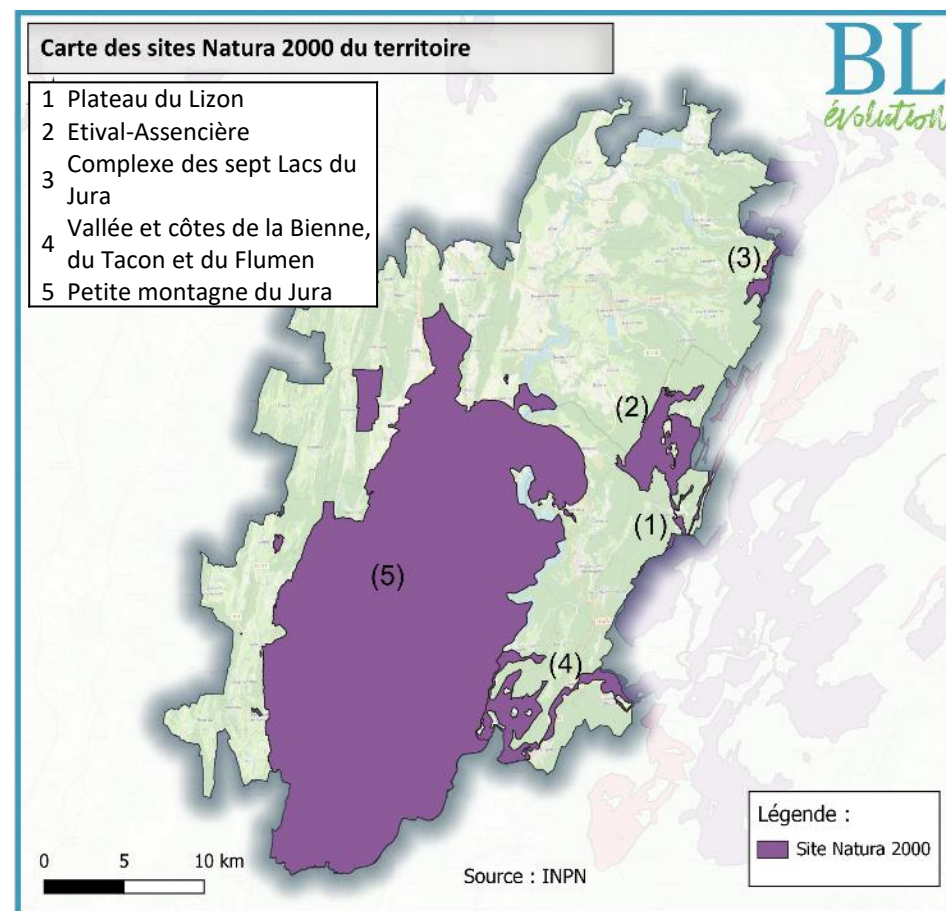 Carte des sites Natura 2000 du territoire
BL
évolution
1 Plateau du Lizon
2 Etival-Assencière
3 Complexe des sept Lacs du
Jura
4 Vallée et côtes de la Bienne,
du Tacon et du Flumen
5 Petite montagne du Jura
(3)
(2)
(1)
(5)
(4)
Légende :
Site Natura 2000
0 5 10 km
Source : INPN